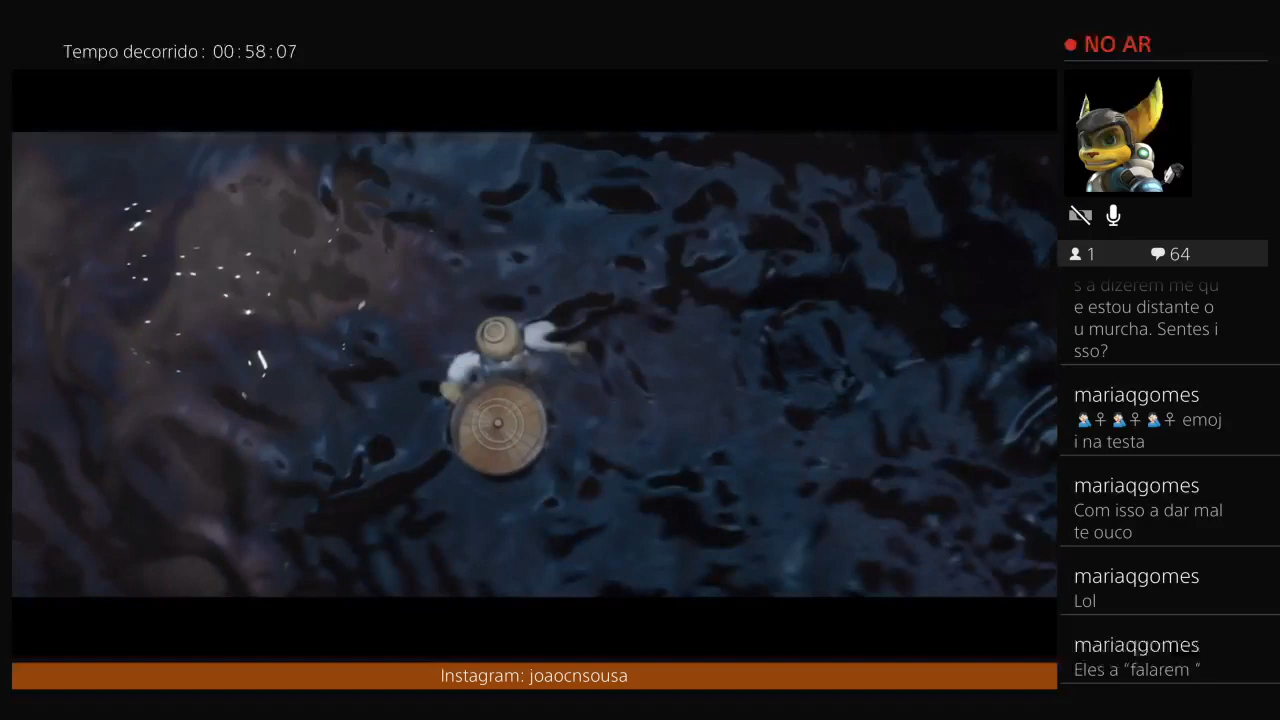 Tempo decorrido: 00:58:07
NO AR
1 64
s a dizerem me qu
e estou distante o
u murcha. Sentes i
sso?
mariaqgomes
🤦🏻♀🤦🏻♀🤦🏻♀ emoj
i na testa
mariaqgomes
Com isso a dar mal
te ouco
mariaqgomes
Lol
mariaqgomes
Eles a “falarem “
Instagram: joaocnsousa